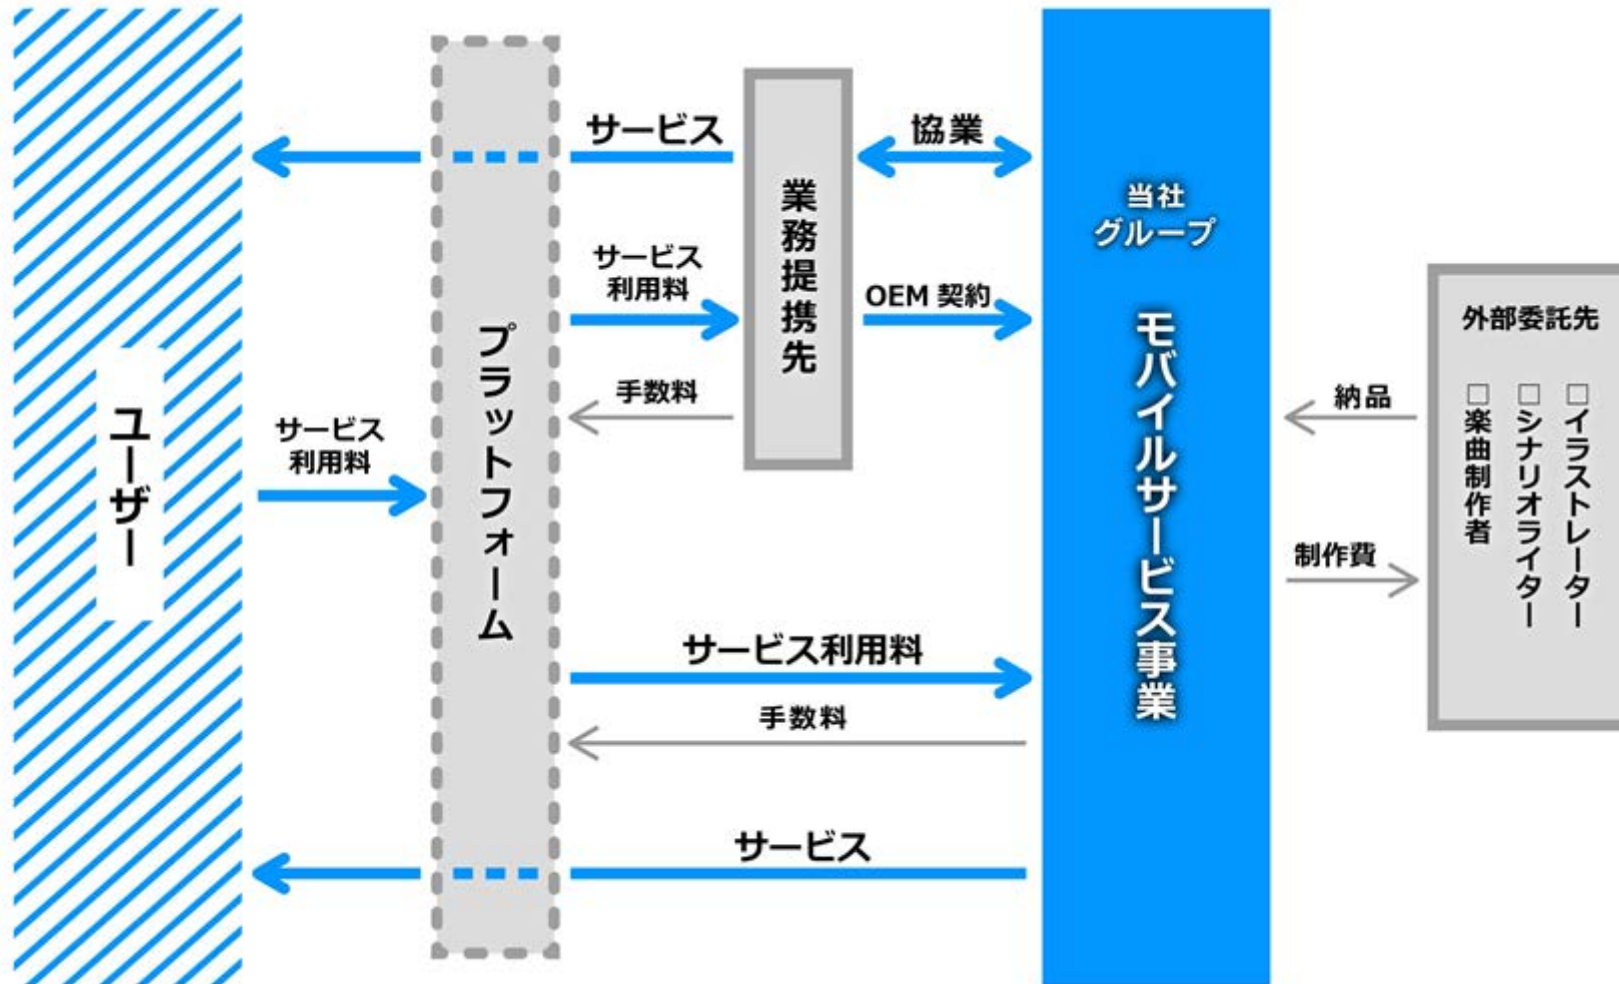 ユーザー
サービス
利用料
プラットフォーム
サービス
サービス
利用料
手数料
業務提携先
協業
OEM 契約
サービス利用料
手数料
サービス
当社
グループ
モバイルサービス事業
納品
制作費
外部委託先
□イラストレーター
□シナリオライター
□楽曲制作者